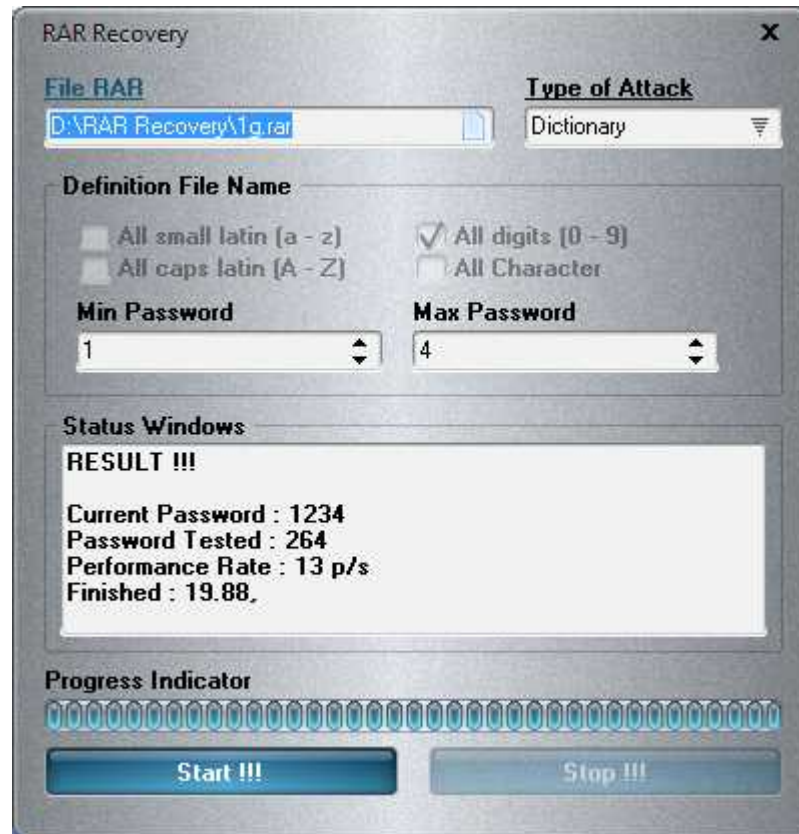 RAR Recovery x
File RAR Type of Attack
D:\RAR Recovery\1g.rar Dictionary
Definition File Name
All small latin (a - z) All digits (0 - 9)
All caps latin (A - Z) All Character
Min Password Max Password
1 4
Status Windows
RESULT !!!
Current Password : 1234
Password Tested : 264
Performance Rate : 13 p/s
Finished : 19.88,
Progress Indicator
Start !!! Stop !!!